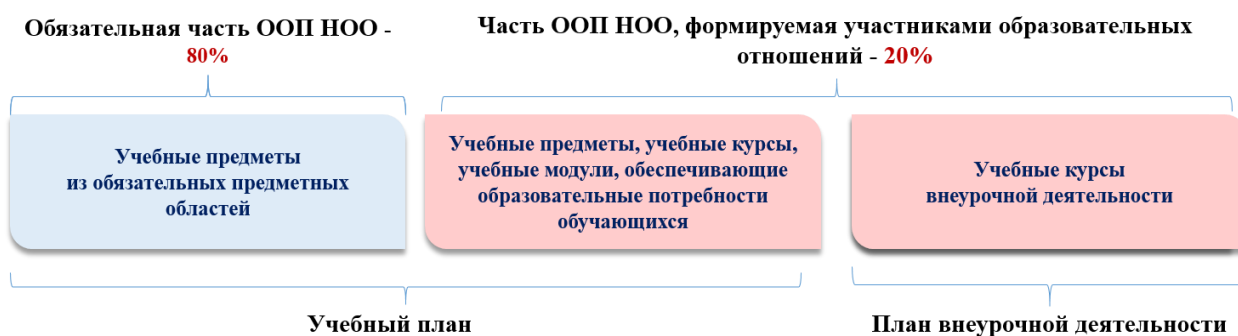 Обязательная часть ООП НОО -
80%
Часть ООП НОО, формируемая участниками образовательных
отношений - 20%
Учебные предметы
из обязательных предметных
областей
Учебные предметы, учебные курсы,
учебные модули, обеспечивающие
образовательные потребности
обучающихся
Учебные курсы
внеурочной деятельности
Учебный план
План внеурочной деятельности